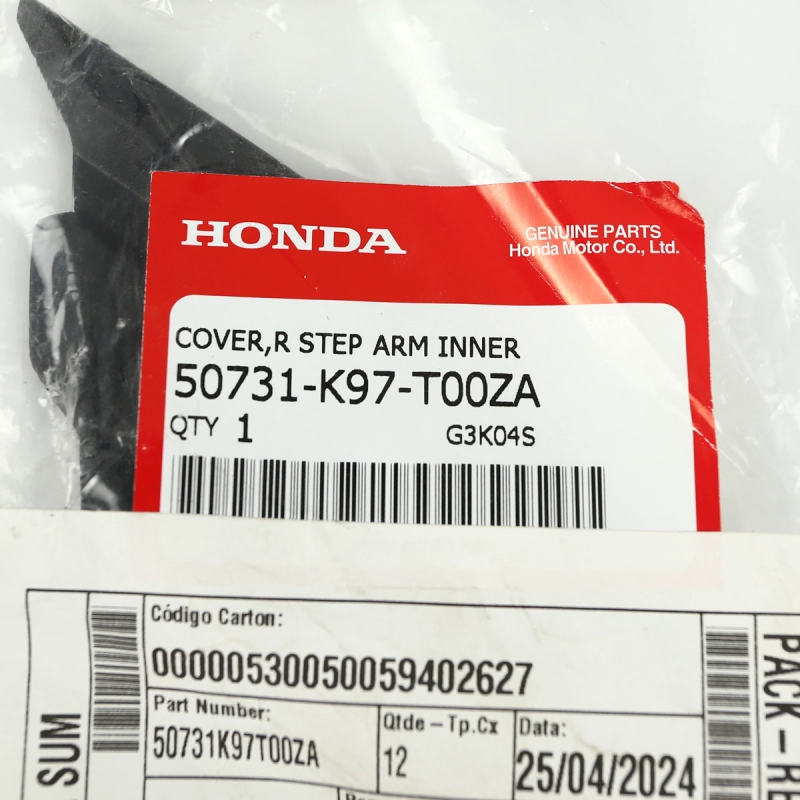 HONDA
GENUINE PARTS
Honda Motor Co., Ltd.
COVER,R STEP ARM INNER
50731-K97-T00ZA
QTY 1
G3K04S
Código Carton:
00000530050059402627
Part Number:
50731K97T00ZA
Qtde-Tp.Cx
12
Data:
25/04/2024
SUM
PACK-RE